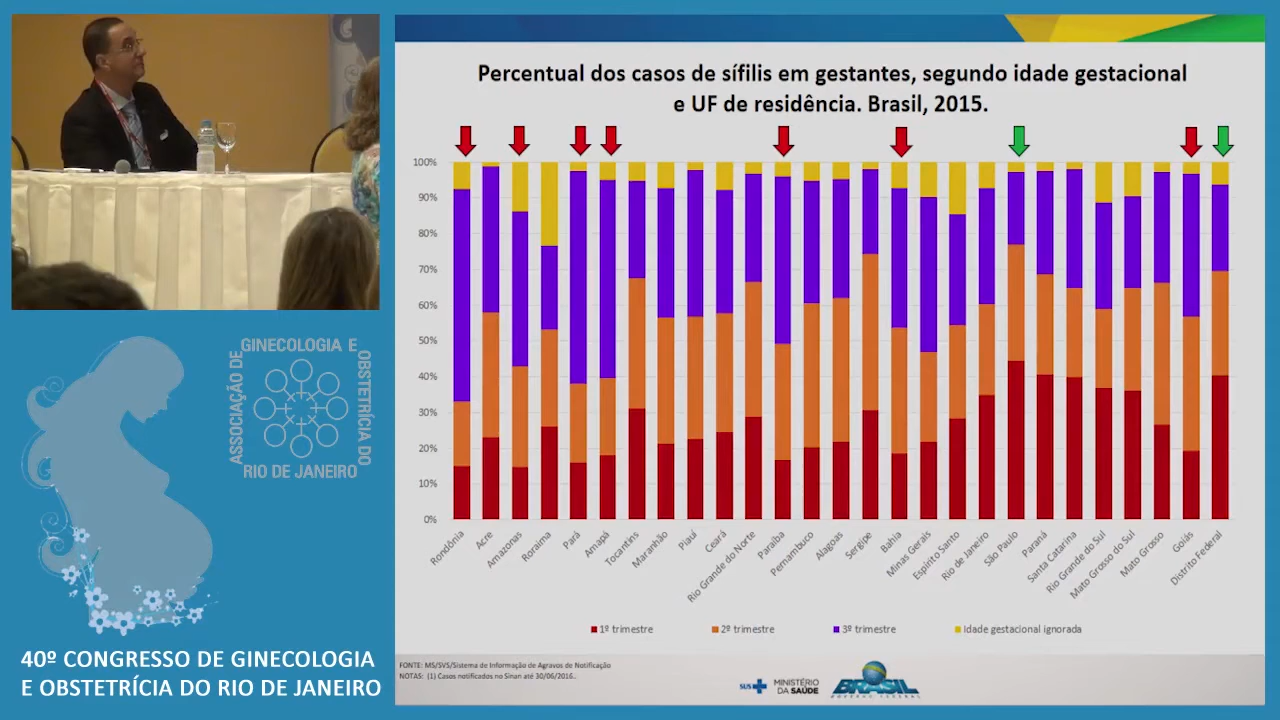 Percentual dos casos de sífilis em gestantes, segundo idade gestacional
e UF de residência. Brasil, 2015.
100%
90%
80%
70%
60%
50%
40%
30%
20%
10%
0%
Rondônia
Acre
Amazonas
Roraima
Pará
Amapá
Tocantins
Maranhão
Piauí
Ceará
Rio Grande do Norte
Paraíba
Pernambuco
Alagoas
Sergipe
Bahia
Minas Gerais
Espírito Santo
Rio de Janeiro
São Paulo
Paraná
Santa Catarina
Rio Grande do Sul
Mato Grosso do Sul
Mato Grosso
Goiás
Distrito Federal
1º trimestre
2º trimestre
3º trimestre
Idade gestacional ignorada
FONTE: MS/SVS/Sistema de Informação de Agravos de Notificação
NOTAS: (1) Casos notificados no Sinan até 30/06/2016..
SUS
MINISTÉRIO
DA SAÚDE
BRASIL
GOVERNO FEDERAL
ASSOCIAÇÃO DE
GINECOLOGIA E
OBSTETRÍCIA DO
RIO DE JANEIRO
40º CONGRESSO DE GINECOLOGIA
E OBSTETRÍCIA DO RIO DE JANEIRO